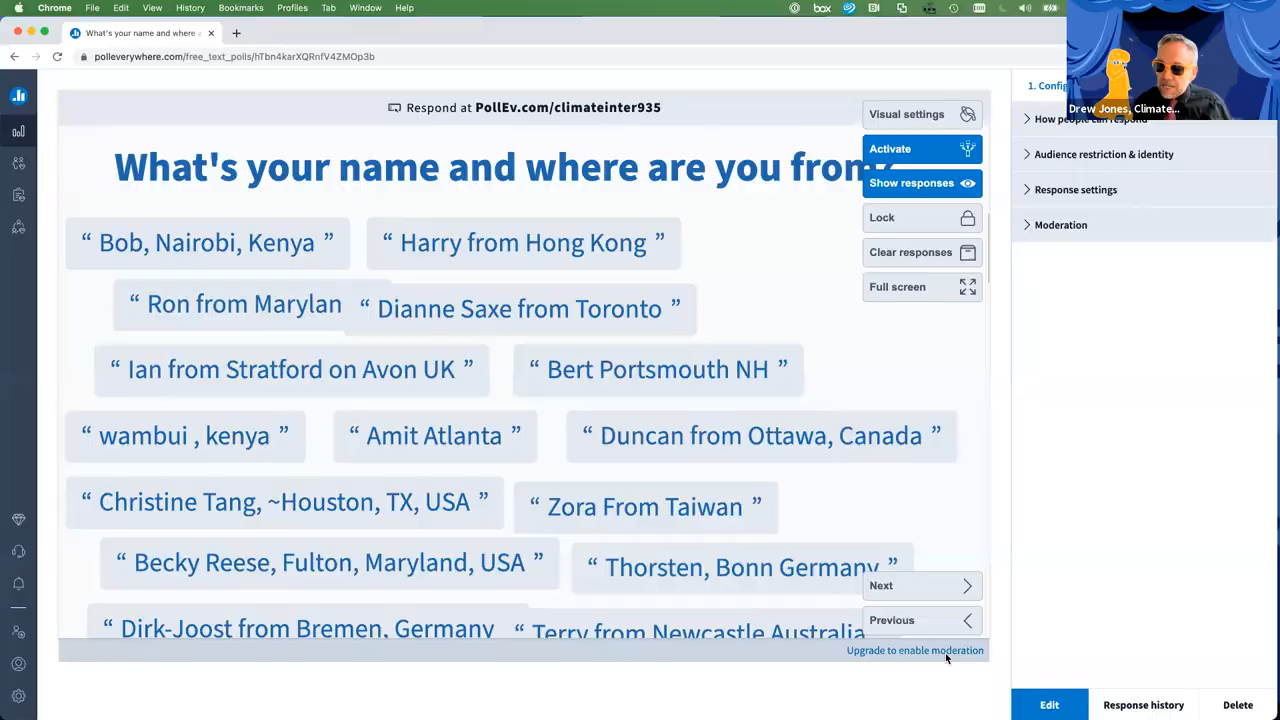 Chrome File Edit View History Bookmarks Profiles Tab Window Help
box
What's your name and where a
polleverywhere.com/free_text_polls/hTbn4karXQRnfV4ZMOp3b
Respond at PollEv.com/climateinter935
What's your name and where are you from?
“ Bob, Nairobi, Kenya ”
“ Harry from Hong Kong ”
“ Ron from Marylan
“ Dianne Saxe from Toronto ”
“ Ian from Stratford on Avon UK ”
“ Bert Portsmouth NH ”
“ wambui , kenya ”
“ Amit Atlanta ”
“ Duncan from Ottawa, Canada ”
“ Christine Tang, ~Houston, TX, USA ”
“ Zora From Taiwan ”
“ Becky Reese, Fulton, Maryland, USA ”
“ Thorsten, Bonn Germany ”
“ Dirk-Joost from Bremen, Germany
“ Terry from Newcastle Australia
Visual settings
Activate
Show responses
Lock
Clear responses
Full screen
Next
Previous
Upgrade to enable moderation
Drew Jones, Climate...
1. Config
How people can respond
Audience restriction & identity
Response settings
Moderation
Edit
Response history
Delete